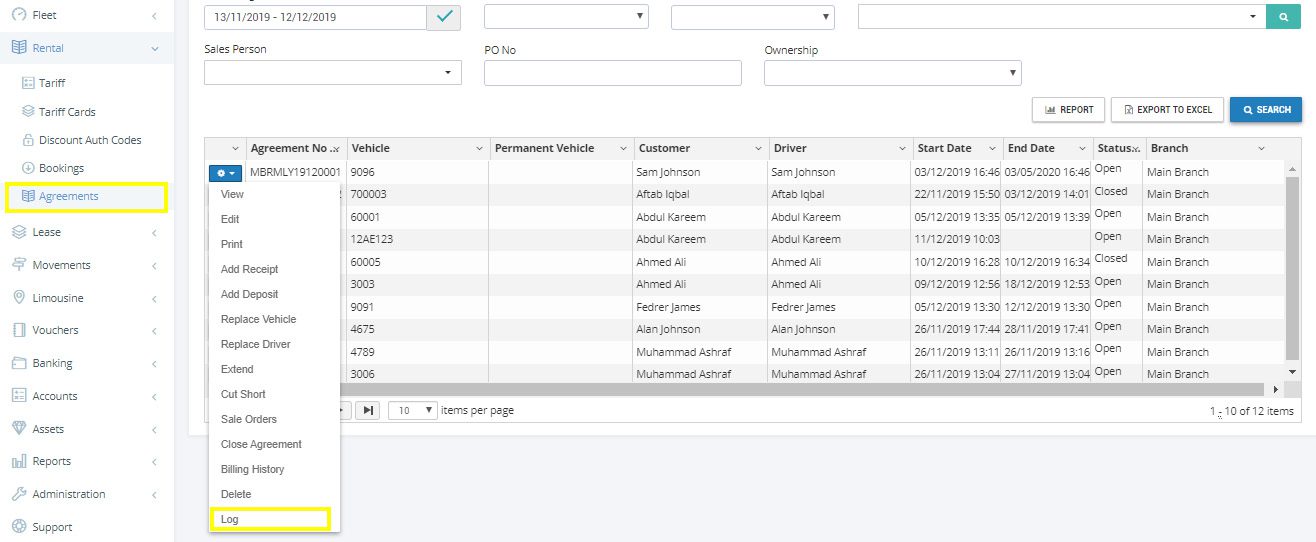 Fleet
Rental
Tariff
Tariff Cards
Discount Auth Codes
Bookings
Agreements
Lease
Movements
Limousine
Vouchers
Banking
Accounts
Assets
Reports
Administration
Support
13/11/2019 - 12/12/2019
Sales Person PO No Ownership
REPORT EXPORT TO EXCEL SEARCH
Agreement No ... Vehicle Permanent Vehicle Customer Driver Start Date End Date Status... Branch
MBRMLY19120001 9096 Sam Johnson Sam Johnson 03/12/2019 16:46 03/05/2020 16:46 Open Main Branch
2 700003 Aftab Iqbal Aftab Iqbal 22/11/2019 15:50 03/12/2019 14:01 Closed Main Branch
60001 Abdul Kareem Abdul Kareem 05/12/2019 13:35 05/12/2019 13:39 Open Main Branch
12AE123 Abdul Kareem Abdul Kareem 11/12/2019 10:03 Open Main Branch
60005 Ahmed Ali Ahmed Ali 10/12/2019 16:28 10/12/2019 16:34 Closed Main Branch
3003 Ahmed Ali Ahmed Ali 09/12/2019 12:56 18/12/2019 12:53 Open Main Branch
9091 Fedrer James Fedrer James 05/12/2019 13:30 12/12/2019 13:30 Open Main Branch
4675 Alan Johnson Alan Johnson 26/11/2019 17:44 28/11/2019 17:41 Open Main Branch
4789 Muhammad Ashraf Muhammad Ashraf 26/11/2019 13:11 26/11/2019 13:16 Open Main Branch
3006 Muhammad Ashraf Muhammad Ashraf 26/11/2019 13:04 27/11/2019 13:04 Open Main Branch
10 items per page 1 - 10 of 12 items
View
Edit
Print
Add Receipt
Add Deposit
Replace Vehicle
Replace Driver
Extend
Cut Short
Sale Orders
Close Agreement
Billing History
Delete
Log